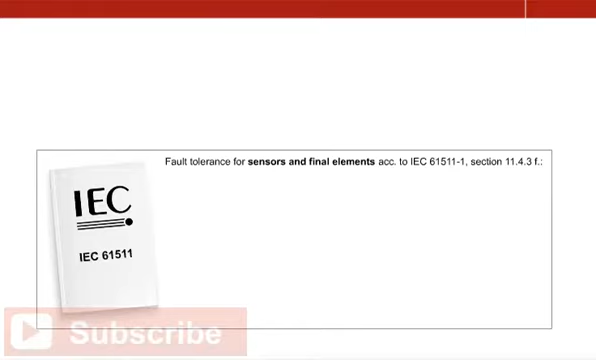 Fault tolerance for sensors and final elements acc. to IEC 61511-1, section 11.4.3 f.:
IEC
IEC 61511
Subscribe